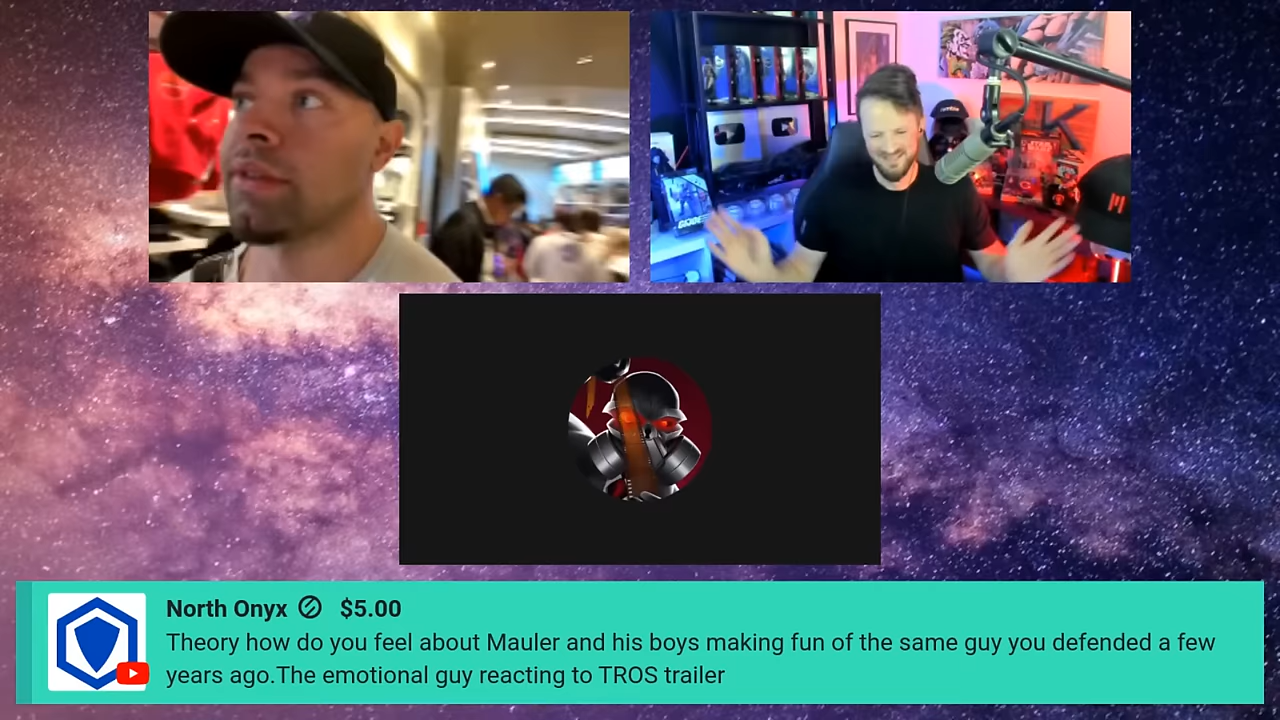 North Onyx $5.00
Theory how do you feel about Mauler and his boys making fun of the same guy you defended a few
years ago.The emotional guy reacting to TROS trailer